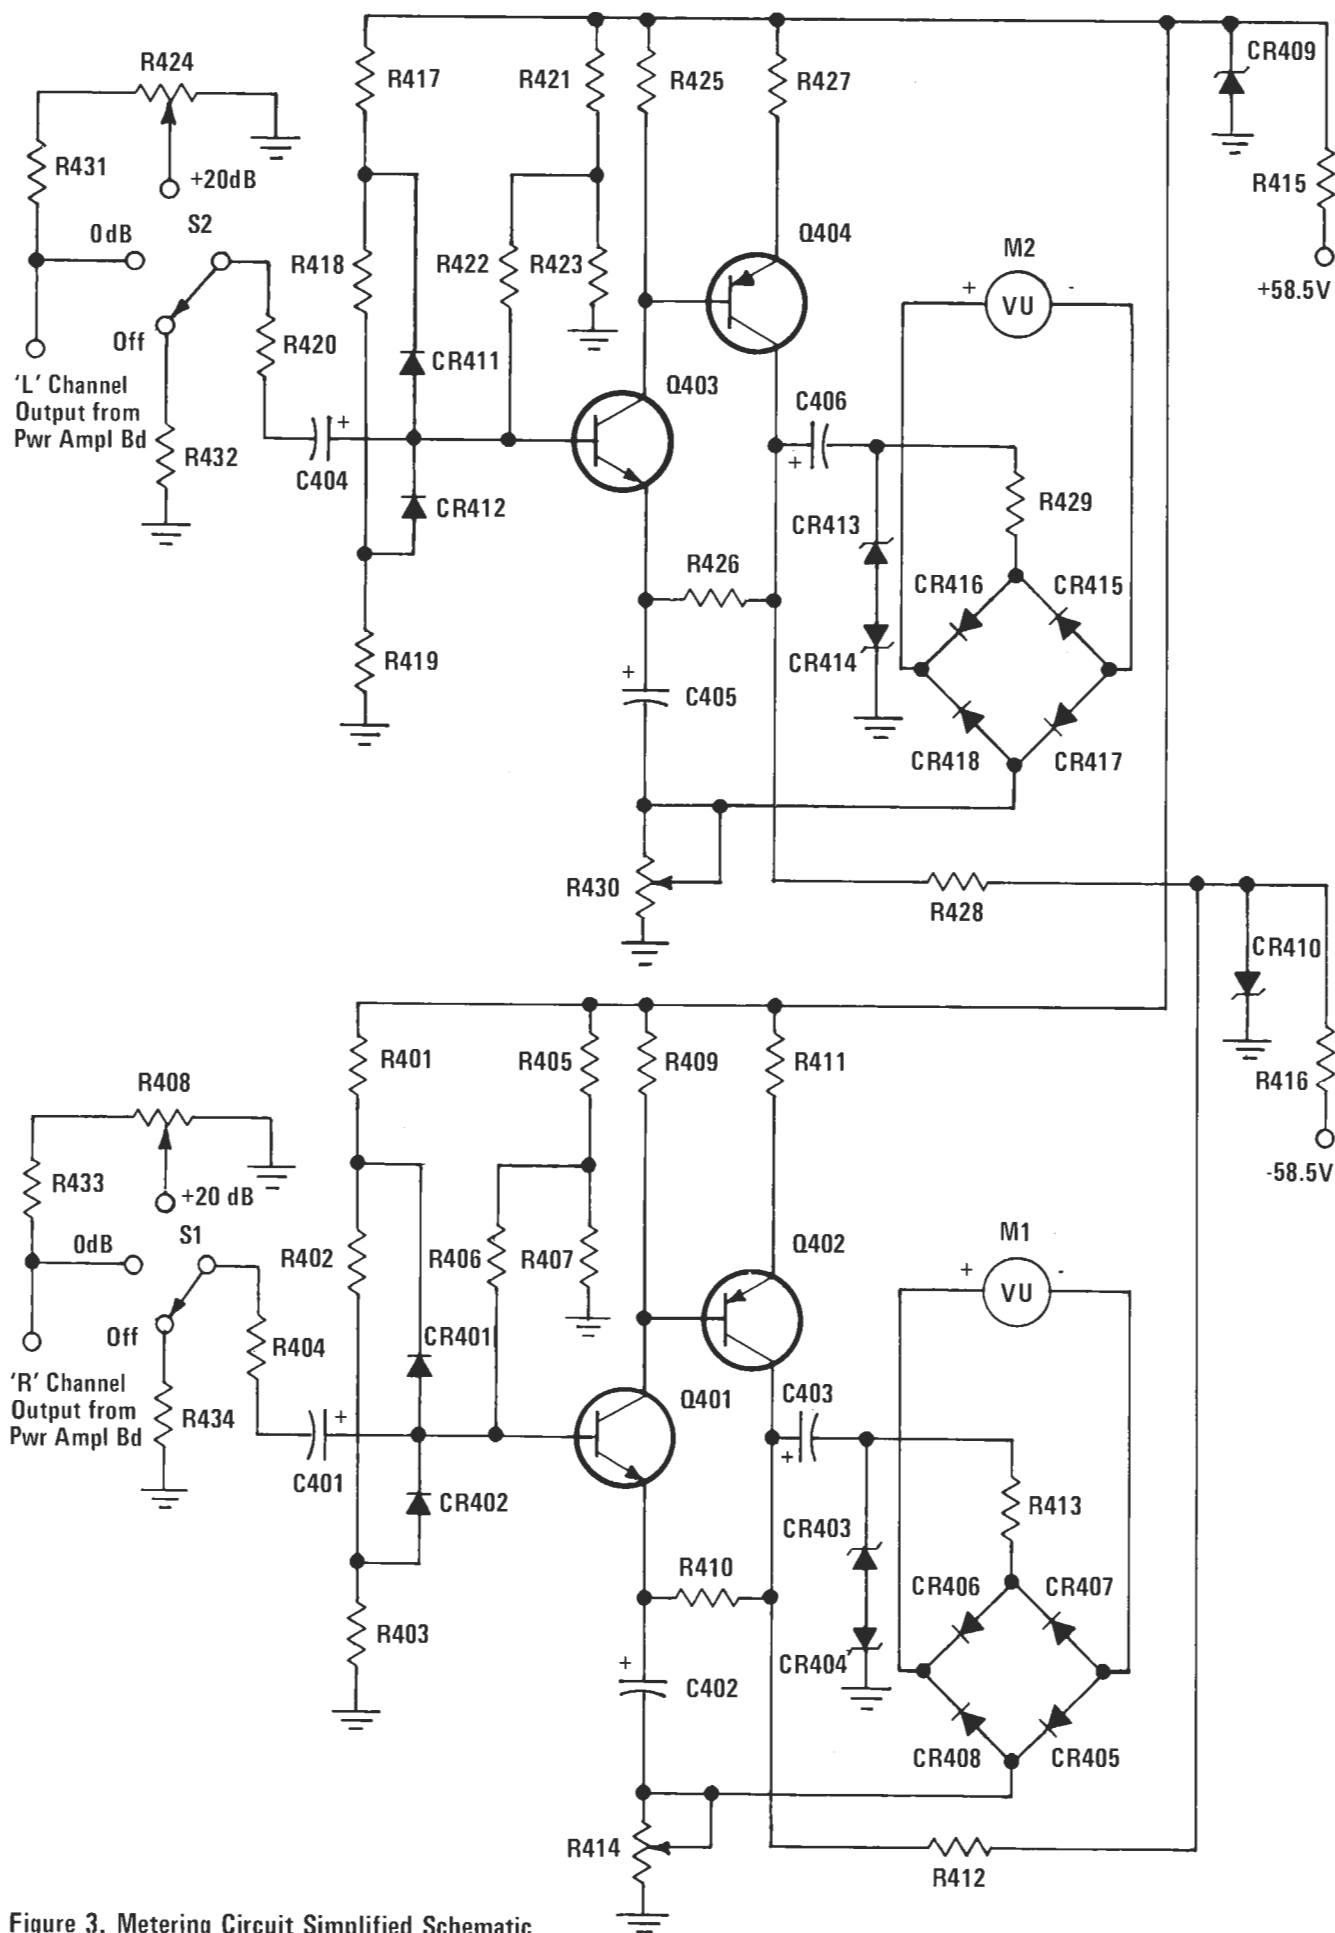 R424
R417
R421
R425
R427
CR409
R431
+20dB
R415
S2
0dB
Q404
M2
R418
R422
R423
+
VU
-
+58.5V
Off
R420
CR411
'L' Channel
Output from
Pwr Ampl Bd
Q403
C406
+
R432
C404
+
R429
CR412
CR413
R426
CR416
CR415
R419
CR414
+
C405
CR418
CR417
R430
R428
CR410
R401
R405
R409
R411
R416
R408
R433
+20 dB
-58.5V
S1
0dB
Q402
M1
R402
R406
R407
+
VU
-
Off
R404
CR401
'R' Channel
Output from
Pwr Ampl Bd
Q401
C403
+
R434
+
C401
R413
CR402
CR403
R410
CR406
CR407
R403
CR404
+
C402
CR408
CR405
R414
R412
Figure 3. Metering Circuit Simplified Schematic